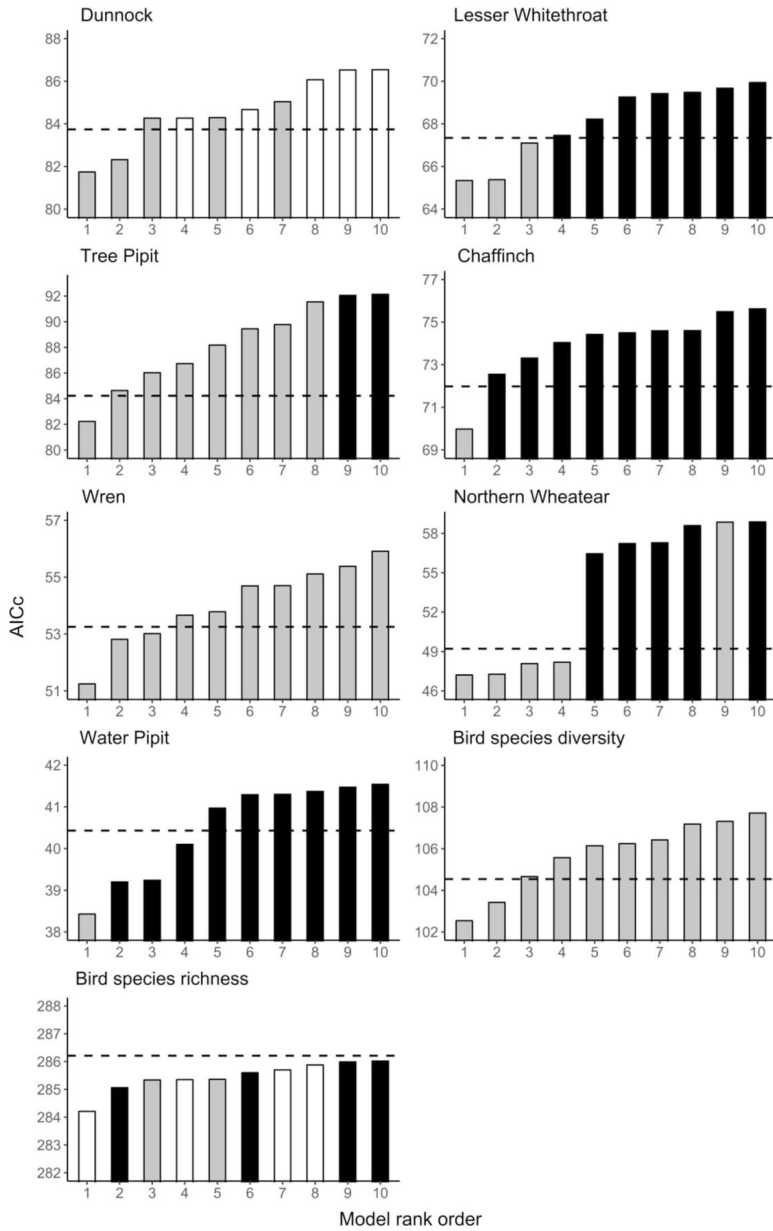 Dunnock
88
86
84
82
80
1 2 3 4 5 6 7 8 9 10
Lesser Whitethroat
72
70
68
66
64
1 2 3 4 5 6 7 8 9 10
Tree Pipit
92
90
88
86
84
82
80
1 2 3 4 5 6 7 8 9 10
Chaffinch
77
75
73
71
69
1 2 3 4 5 6 7 8 9 10
Wren
57
55
53
51
1 2 3 4 5 6 7 8 9 10
Northern Wheatear
58
55
52
49
46
1 2 3 4 5 6 7 8 9 10
AICc
Water Pipit
42
41
40
39
38
1 2 3 4 5 6 7 8 9 10
Bird species diversity
110
108
106
104
102
1 2 3 4 5 6 7 8 9 10
Bird species richness
288
287
286
285
284
283
282
1 2 3 4 5 6 7 8 9 10
Model rank order